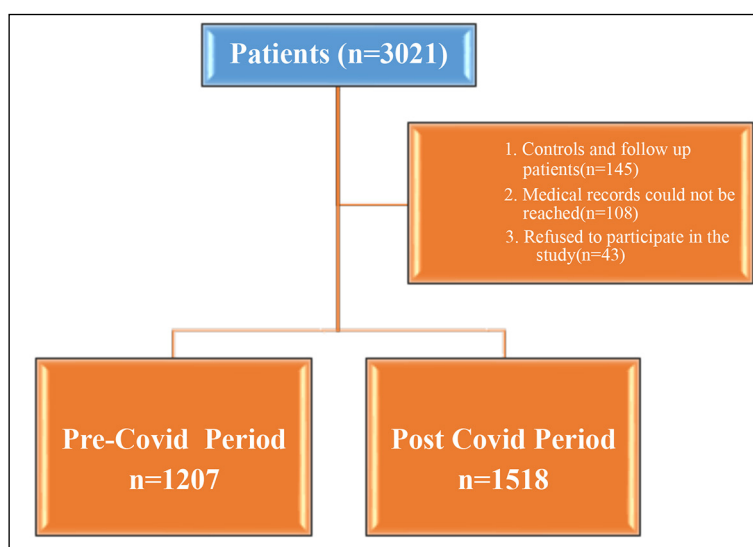 Patients (n=3021)
1. Controls and follow up
patients(n=145)
2. Medical records could not be
reached(n=108)
3. Refused to participate in the
study(n=43)
Pre-Covid Period
n=1207
Post Covid Period
n=1518